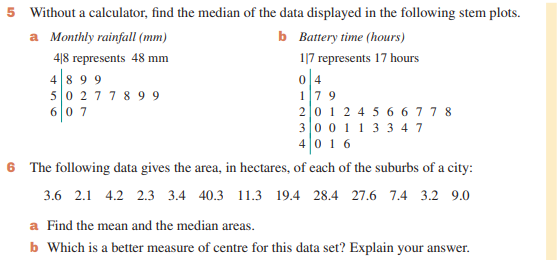 5 Without a calculator, find the median of the data displayed in the following stem plots.
a Monthly rainfall (mm)
4|8 represents 48 mm
4|8 9 9
5|0 2 7 7 8 9 9
6|0 7
b Battery time (hours)
1|7 represents 17 hours
0|4
1|7 9
2|0 1 2 4 5 6 6 7 7 8
3|0 0 1 1 3 3 4 7
4|0 1 6
6 The following data gives the area, in hectares, of each of the suburbs of a city:
3.6 2.1 4.2 2.3 3.4 40.3 11.3 19.4 28.4 27.6 7.4 3.2 9.0
a Find the mean and the median areas.
b Which is a better measure of centre for this data set? Explain your answer.